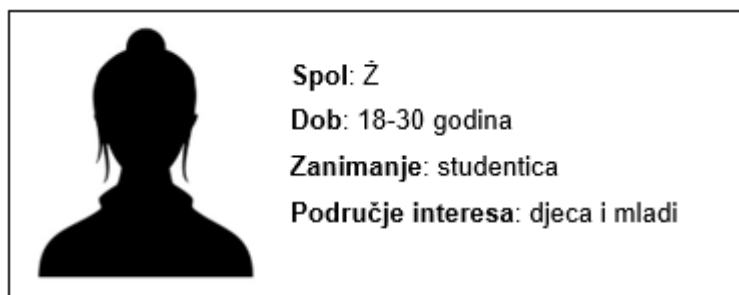 Spol: Ž
Dob: 18-30 godina
Zanimanje: studentica
Područje interesa: djeca i mladi